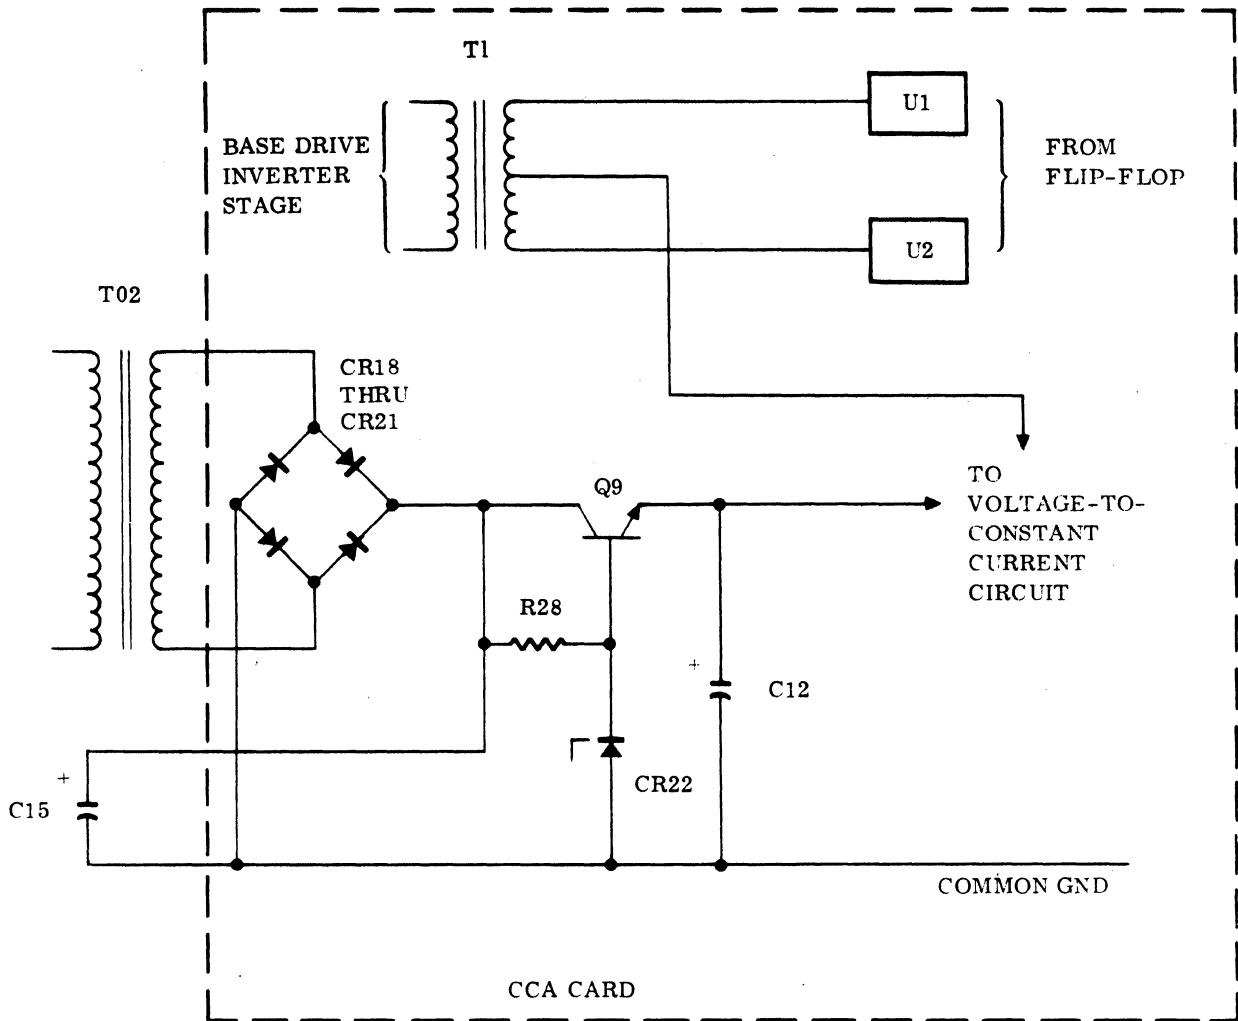 T1
U1
BASE DRIVE
INVERTER
STAGE
FROM
FLIP-FLOP
U2
T02
CR18
THRU
CR21
Q9
TO
VOLTAGE-TO-
CONSTANT
CURRENT
CIRCUIT
R28
+
C12
+
C15
CR22
COMMON GND
CCA CARD